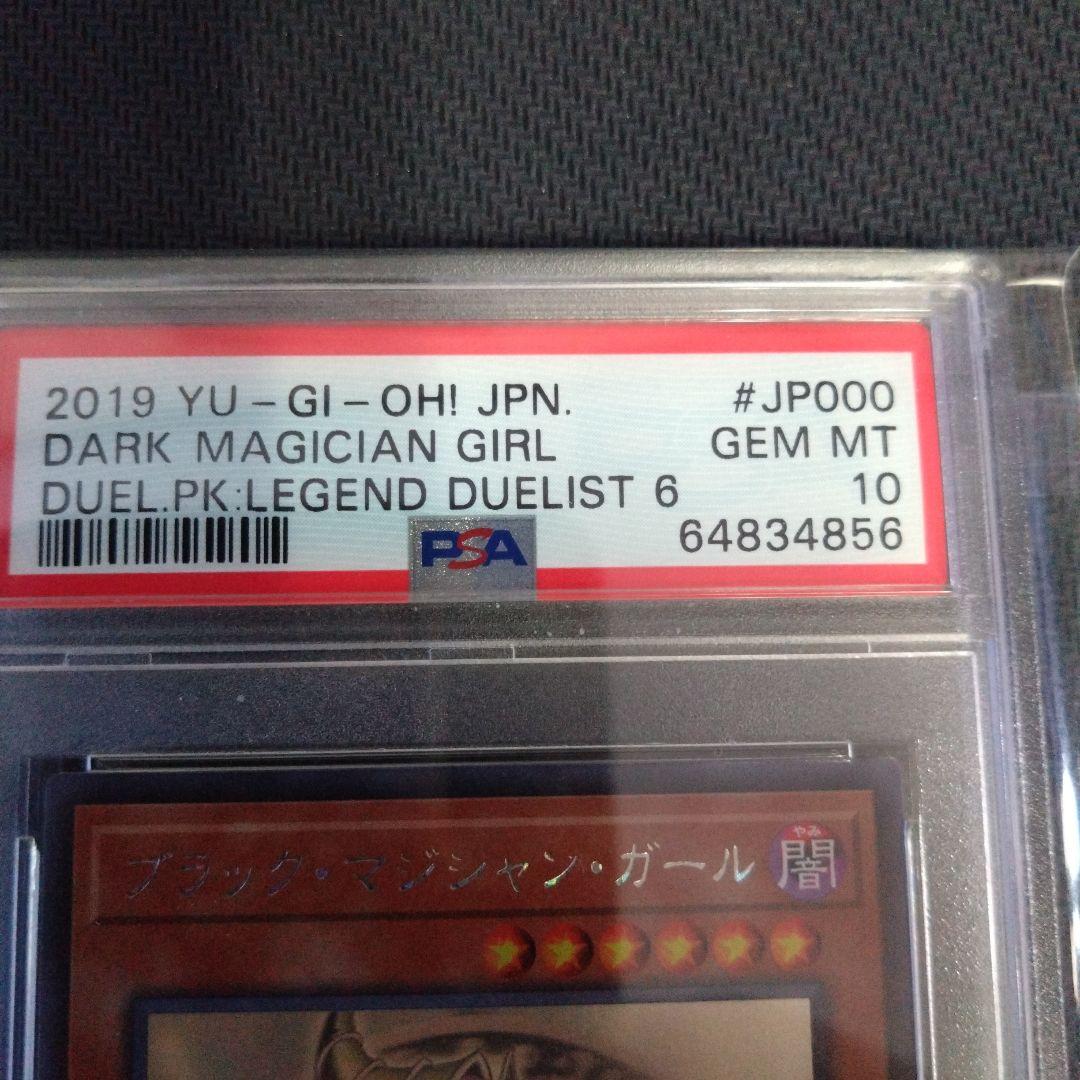 2019 YU-GI-OH! JPN. #JP000
DARK MAGICIAN GIRL GEM MT
DUEL.PK:LEGEND DUELIST 6 10
64834856
PSA
ブラック・マジシャン・ガール
やみ
闇